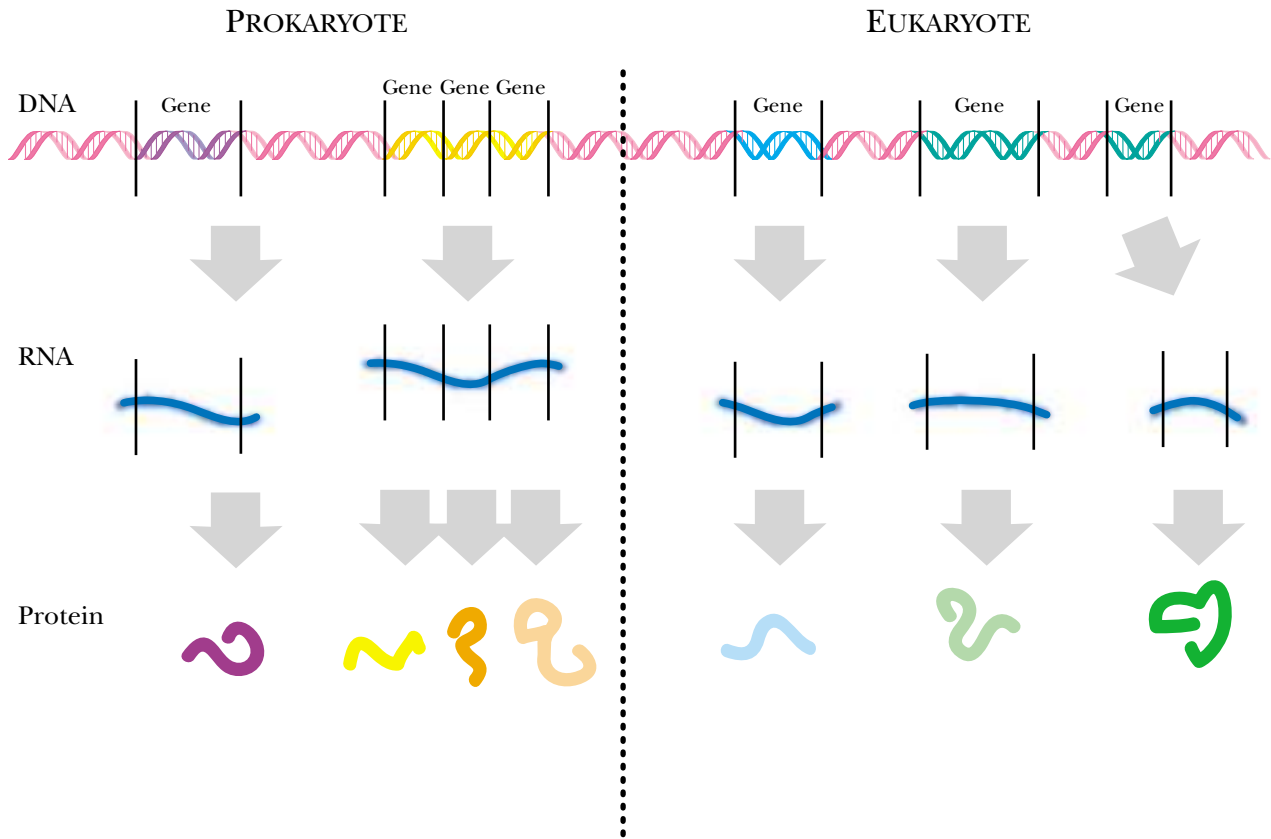 PROKARYOTE
EUKARYOTE
DNA
Gene
Gene Gene Gene
Gene
Gene
Gene
RNA
Protein